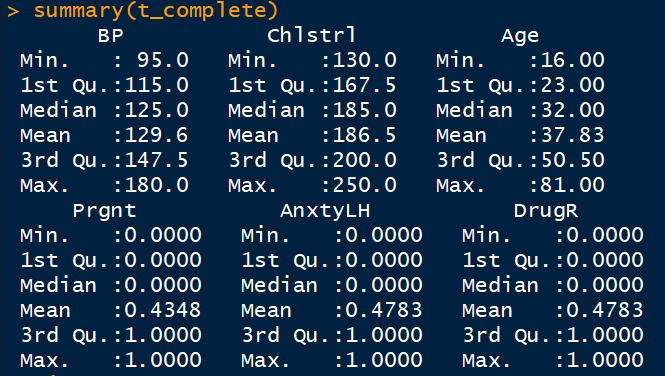 > summary(t_complete)
BP Chlstrl Age
Min. : 95.0 Min. :130.0 Min. :16.00
1st Qu.:115.0 1st Qu.:167.5 1st Qu.:23.00
Median :125.0 Median :185.0 Median :32.00
Mean :129.6 Mean :186.5 Mean :37.83
3rd Qu.:147.5 3rd Qu.:200.0 3rd Qu.:50.50
Max. :180.0 Max. :250.0 Max. :81.00
Prgnt AnxtyLH DrugR
Min. :0.0000 Min. :0.0000 Min. :0.0000
1st Qu.:0.0000 1st Qu.:0.0000 1st Qu.:0.0000
Median :0.0000 Median :0.0000 Median :0.0000
Mean :0.4348 Mean :0.4783 Mean :0.4783
3rd Qu.:1.0000 3rd Qu.:1.0000 3rd Qu.:1.0000
Max. :1.0000 Max. :1.0000 Max. :1.0000